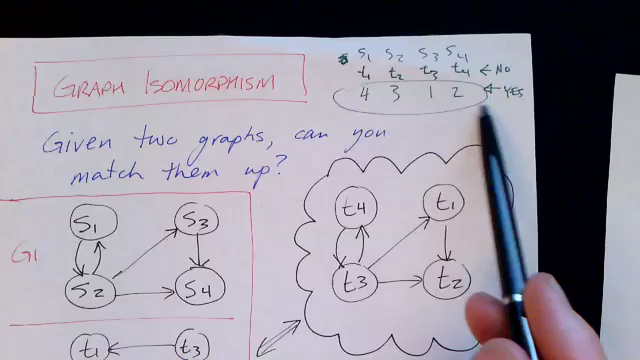 GRAPH ISOMORPHISM
S1 S2 S3 S4
t1 t2 t3 t4 ← NO
4 3 1 2 ← YES
Given two graphs, can you
match them up?
G1
S1 S3
S2 S4
t1 t3
t4 t1
t3 t2